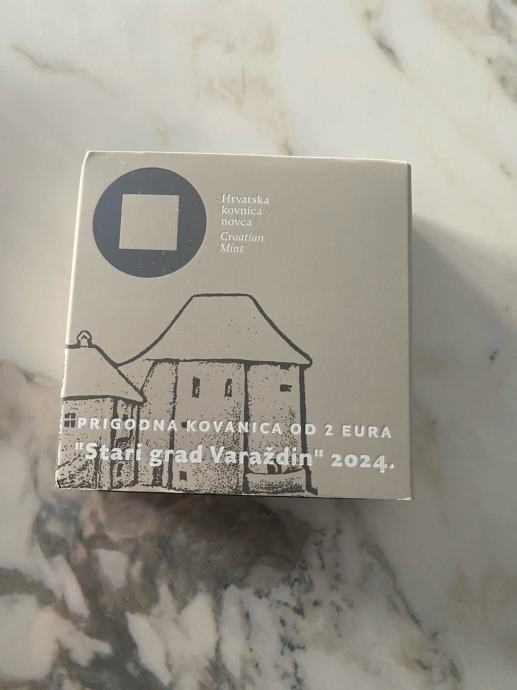 Hrvatska
kovnica
novca
Croatian
Mint
PRIGODNA KOVANICA OD 2 EURA
"Stari grad Varaždin" 2024.